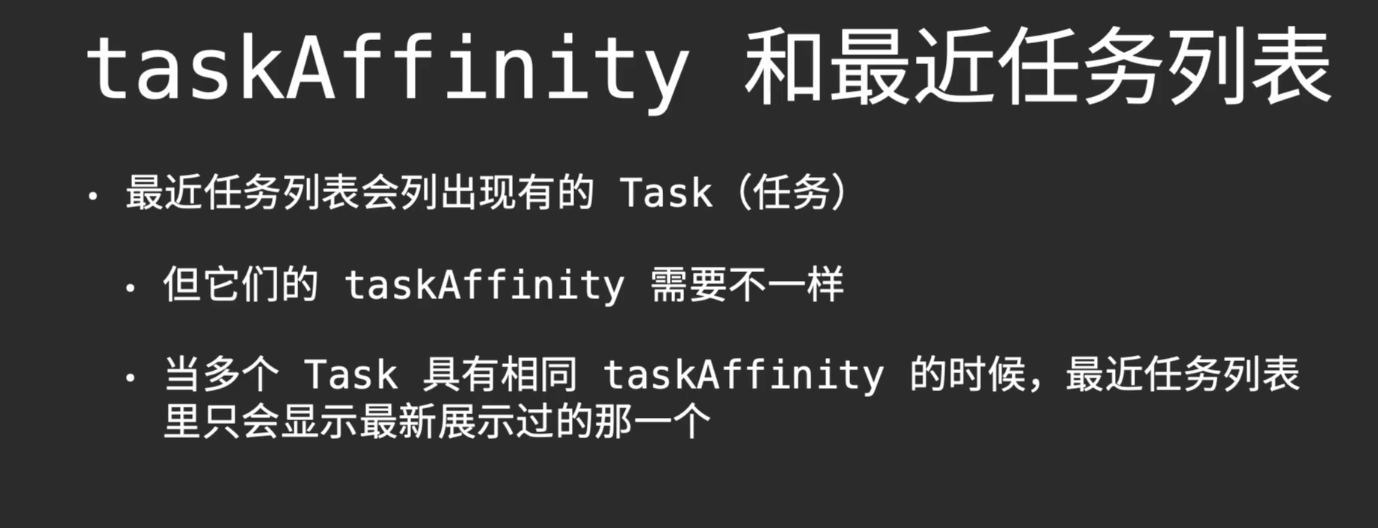 taskAffinity 和最近任务列表
• 最近任务列表会列出现有的 Task（任务）
• 但它们的 taskAffinity 需要不一样
• 当多个 Task 具有相同 taskAffinity 的时候，最近任务列表
里只会显示最新展示过的那一个